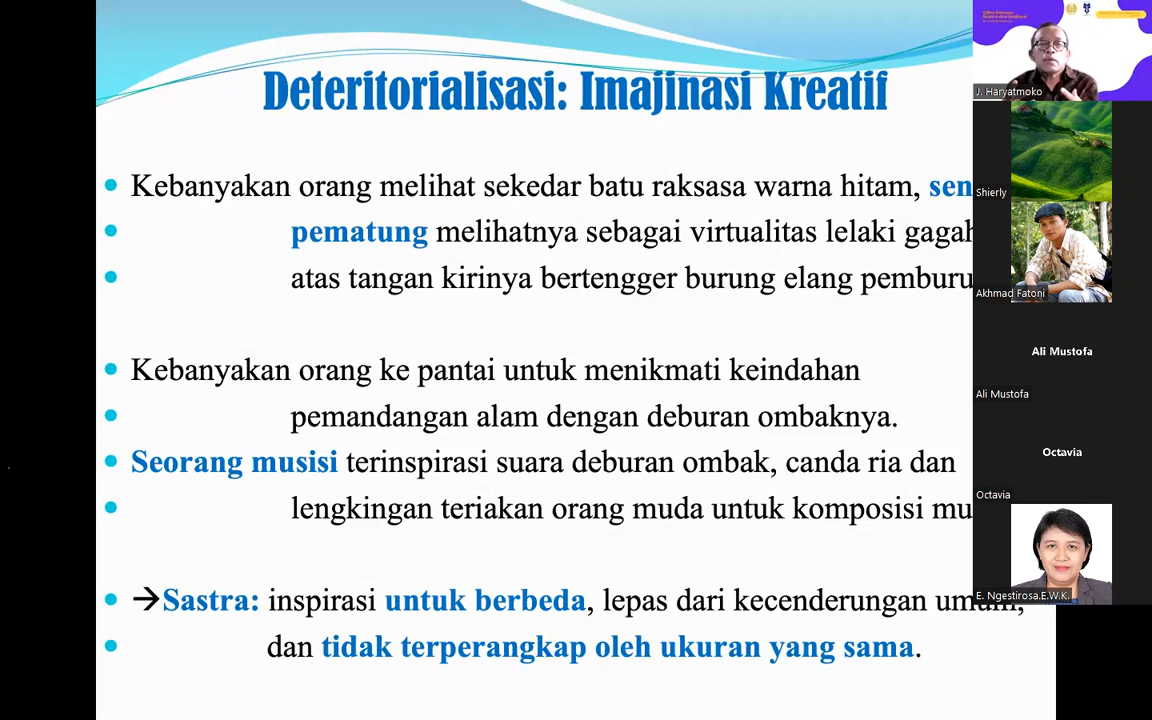 Deteritorialisasi: Imajinasi Kreatif
Kebanyakan orang melihat sekedar batu raksasa warna hitam,
pematung melihatnya sebagai virtualitas lelaki
atas tangan kirinya bertengger burung elang pemburu
Kebanyakan orang ke pantai untuk menikmati keindahan
pemandangan alam dengan deburan ombaknya.
Seorang musisi terinspirasi suara deburan ombak, canda ria dan
lengkingan teriakan orang muda untuk komposisi
→Sastra: inspirasi untuk berbeda, lepas dari kecenderungan umum,
dan tidak terperangkap oleh ukuran yang sama.
J. Haryatmoko
Shierly
Akhmad Fatoni
Ali Mustofa
Ali Mustofa
Octavia
Octavia
E. Ngestirosa.E.W.K.